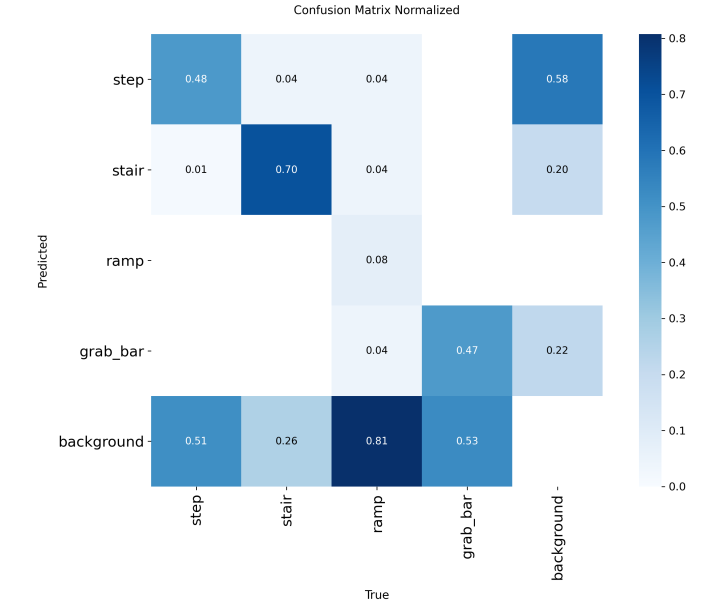 Confusion Matrix Normalized
step 0.48 0.04 0.04 0.58
stair 0.01 0.70 0.04 0.20
ramp 0.08
grab_bar 0.04 0.47 0.22
background 0.51 0.26 0.81 0.53
step stair ramp grab_bar background
True
Predicted
0.8
0.7
0.6
0.5
0.4
0.3
0.2
0.1
0.0